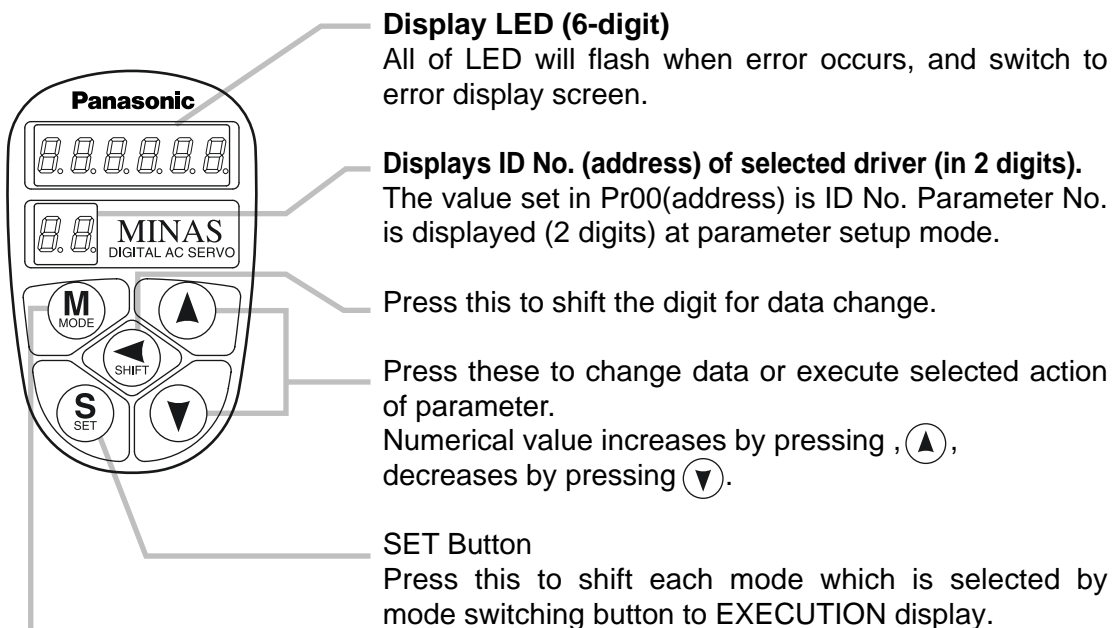 Display LED (6-digit)
All of LED will flash when error occurs, and switch to
error display screen.
Panasonic
8.8.8.8.8.8.
Displays ID No. (address) of selected driver (in 2 digits).
The value set in Pr00(address) is ID No. Parameter No.
is displayed (2 digits) at parameter setup mode.
8.8.
MINAS
DIGITAL AC SERVO
Press this to shift the digit for data change.
M
MODE
SHIFT
Press these to change data or execute selected action
of parameter.
Numerical value increases by pressing ,▲,
decreases by pressing▼.
S
SET
SET Button
Press this to shift each mode which is selected by
mode switching button to EXECUTION display.